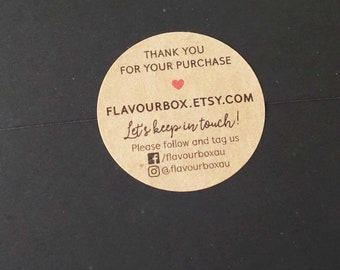 THANK YOU
FOR YOUR PURCHASE
FLAVOURBOX.ETSY.COM
Let's keep in touch!
Please follow and tag us
/flavourboxau
@flavourboxau